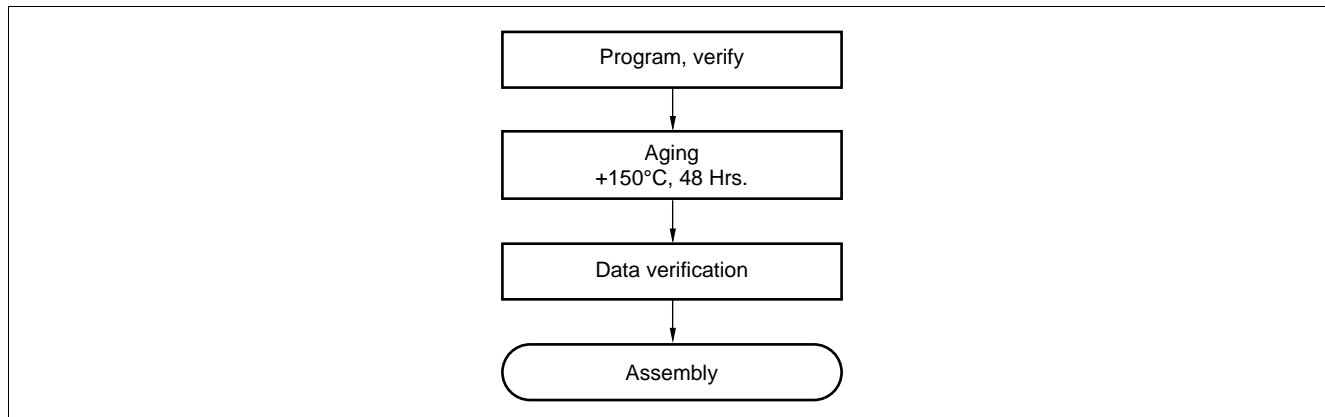 Program, verify
Aging
+150°C, 48 Hrs.
Data verification
Assembly